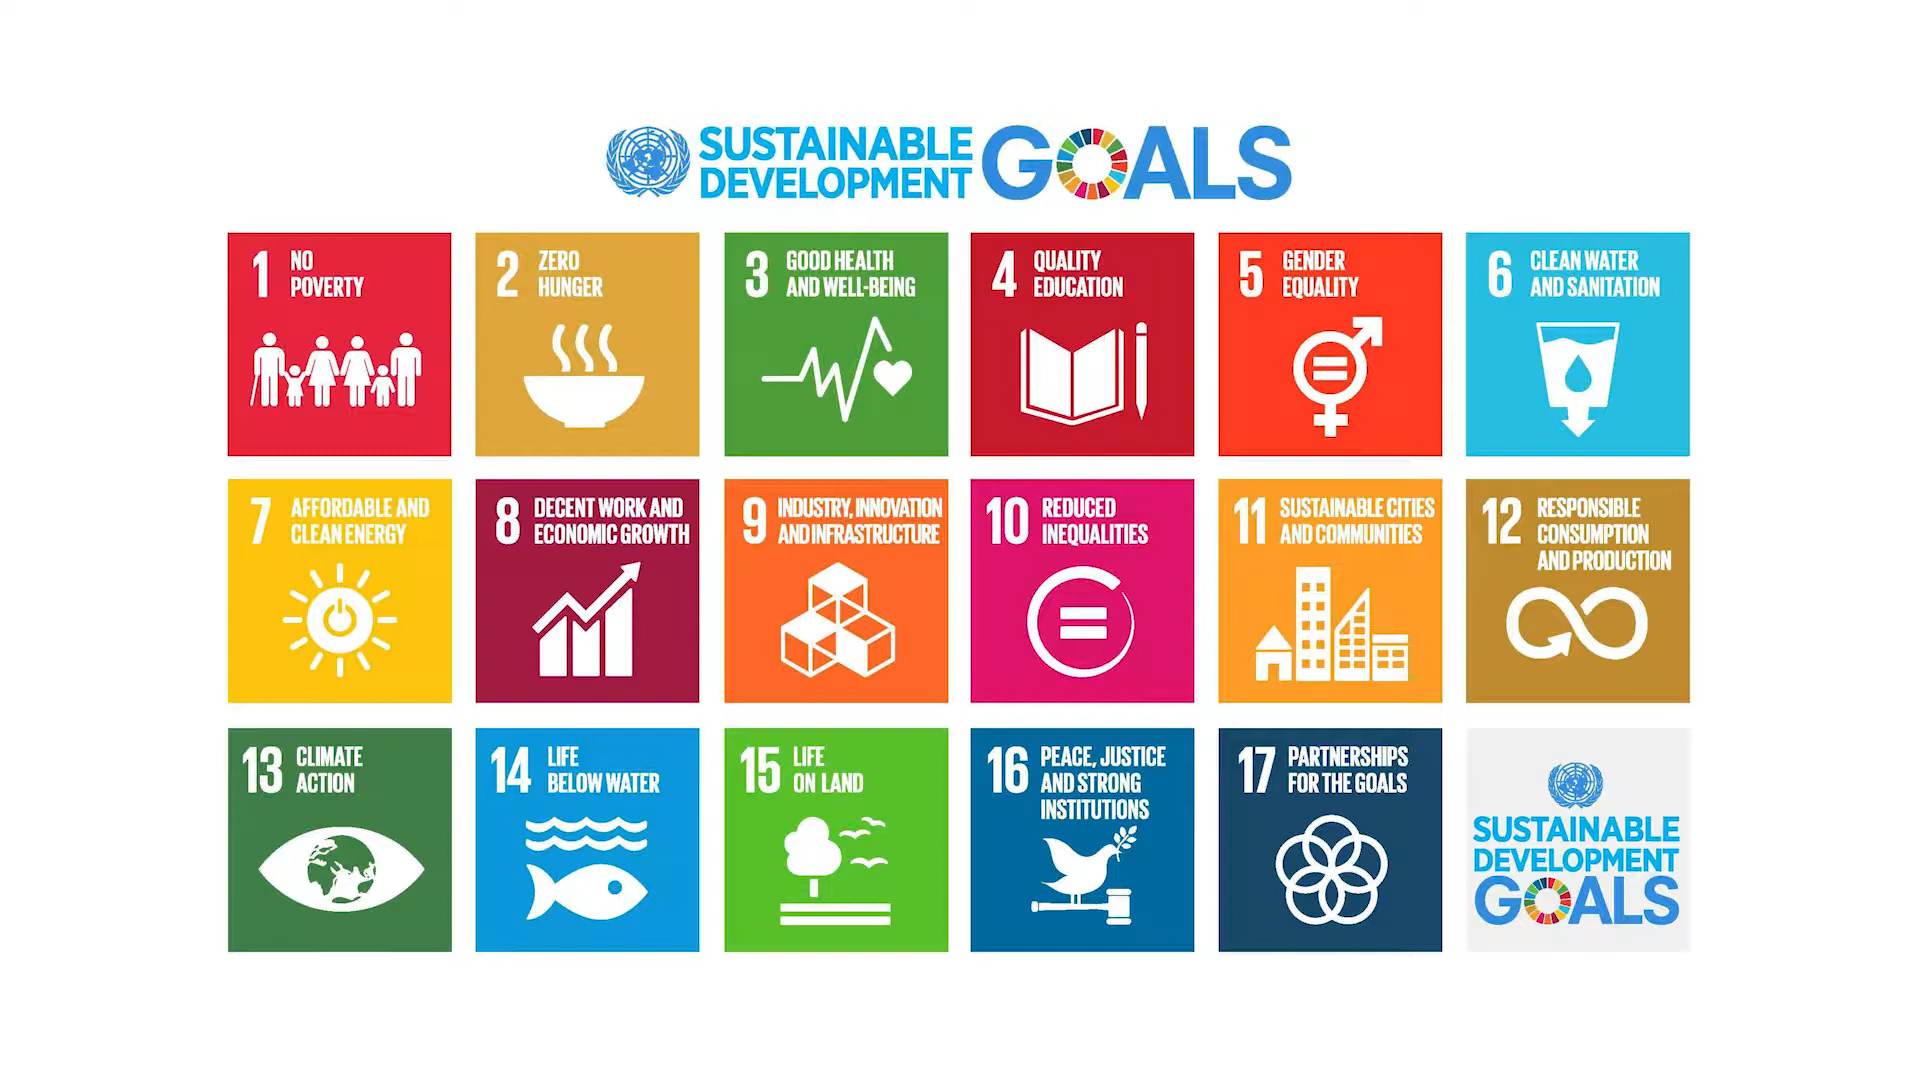 SUSTAINABLE
DEVELOPMENT
GOALS
1 NO
POVERTY
2 ZERO
HUNGER
3 GOOD HEALTH
AND WELL-BEING
4 QUALITY
EDUCATION
5 GENDER
EQUALITY
6 CLEAN WATER
AND SANITATION
7 AFFORDABLE AND
CLEAN ENERGY
8 DECENT WORK AND
ECONOMIC GROWTH
9 INDUSTRY, INNOVATION
AND INFRASTRUCTURE
10 REDUCED
INEQUALITIES
11 SUSTAINABLE CITIES
AND COMMUNITIES
12 RESPONSIBLE
CONSUMPTION
AND PRODUCTION
13 CLIMATE
ACTION
14 LIFE
BELOW WATER
15 LIFE
ON LAND
16 PEACE, JUSTICE
AND STRONG
INSTITUTIONS
17 PARTNERSHIPS
FOR THE GOALS
SUSTAINABLE
DEVELOPMENT
GOALS